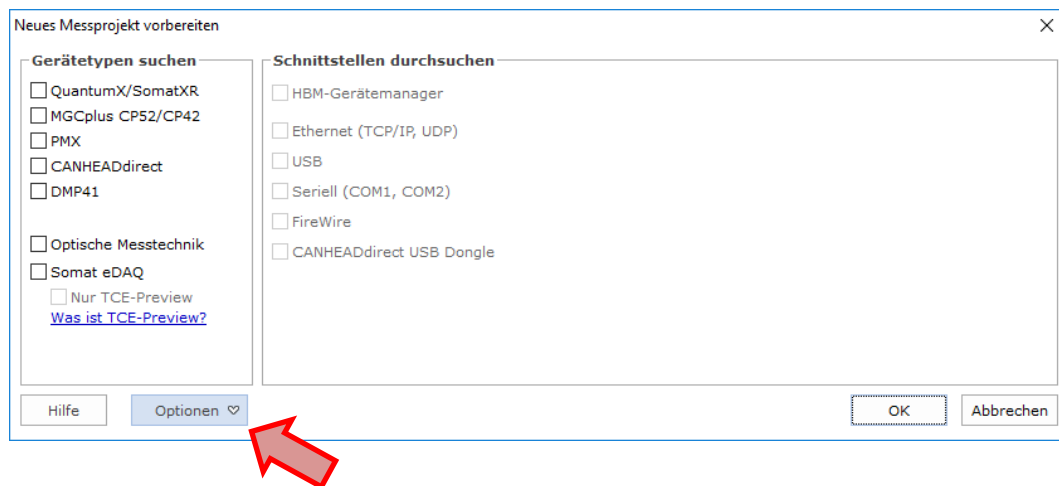 Neues Messprojekt vorbereiten
Gerätetypen suchen
QuantumX/SomatXR
MGCplus CP52/CP42
PMX
CANHEADdirect
DMP41
Optische Messtechnik
Somat eDAQ
Nur TCE-Preview
Was ist TCE-Preview?
Schnittstellen durchsuchen
HBM-Gerätemanager
Ethernet (TCP/IP, UDP)
USB
Seriell (COM1, COM2)
FireWire
CANHEADdirect USB Dongle
Hilfe
Optionen
OK
Abbrechen